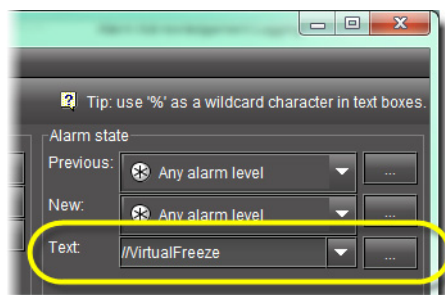 Tip: use '%' as a wildcard character in text boxes.
Alarm state
Previous: Any alarm level ...
New: Any alarm level ...
Text: //VirtualFreeze ...